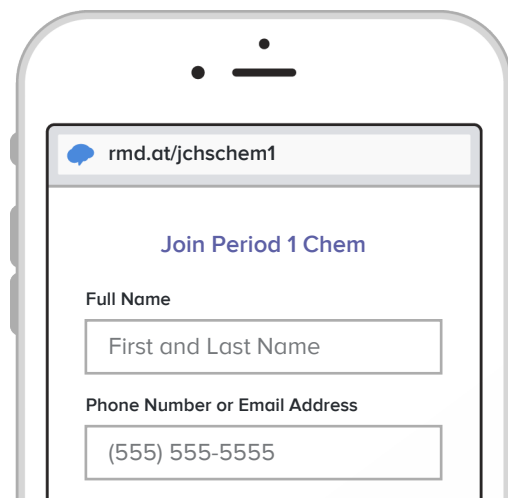 rmd.at/jchschem1
Join Period 1 Chem
Full Name
First and Last Name
Phone Number or Email Address
(555) 555-5555